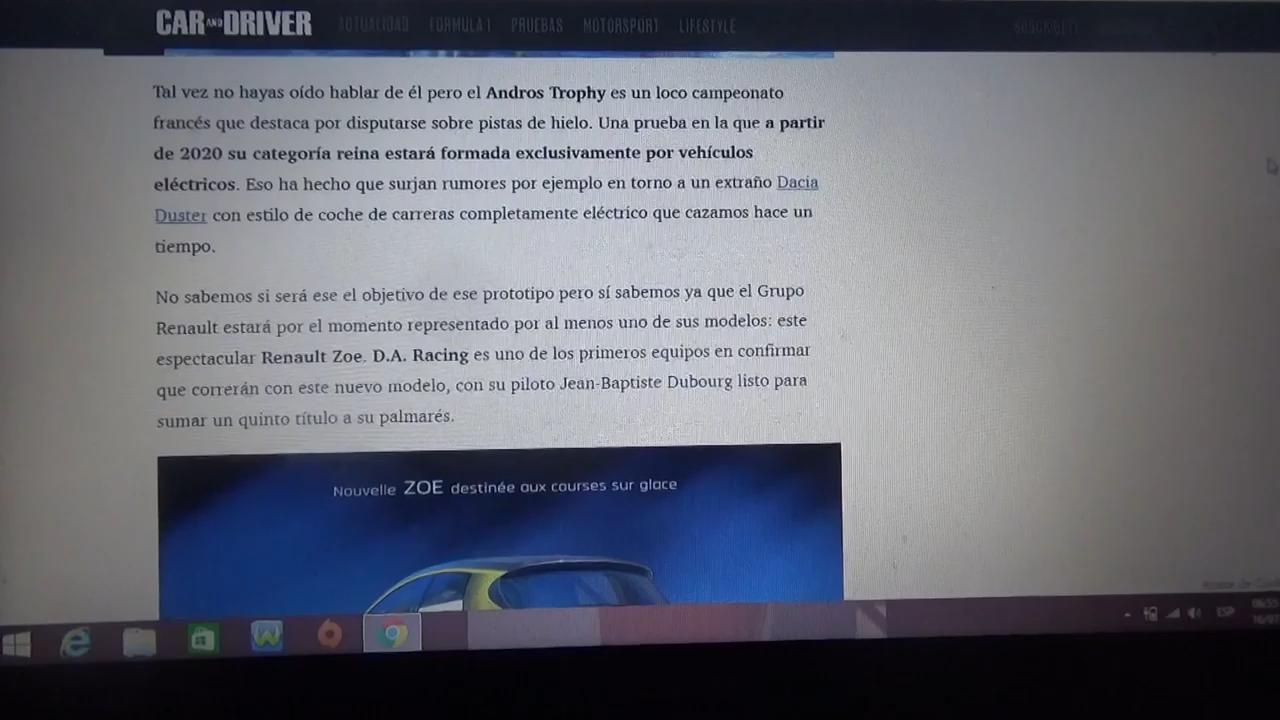 CAR AND DRIVER ACTUALIDAD FORMULA 1 PRUEBAS MOTORSPORT LIFESTYLE
Tal vez no hayas oído hablar de él pero el Andros Trophy es un loco campeonato
francés que destaca por disputarse sobre pistas de hielo. Una prueba en la que a partir
de 2020 su categoría reina estará formada exclusivamente por vehículos
eléctricos. Eso ha hecho que surjan rumores por ejemplo en torno a un extraño Dacia
Duster con estilo de coche de carreras completamente eléctrico que cazamos hace un
tiempo.
No sabemos si será ese el objetivo de ese prototipo pero sí sabemos ya que el Grupo
Renault estará por el momento representado por al menos uno de sus modelos: este
espectacular Renault Zoe. D.A. Racing es uno de los primeros equipos en confirmar
que correrán con este nuevo modelo, con su piloto Jean-Baptiste Dubourg listo para
sumar un quinto título a su palmarés.
Nouvelle ZOE destinée aux courses sur glace
ESP